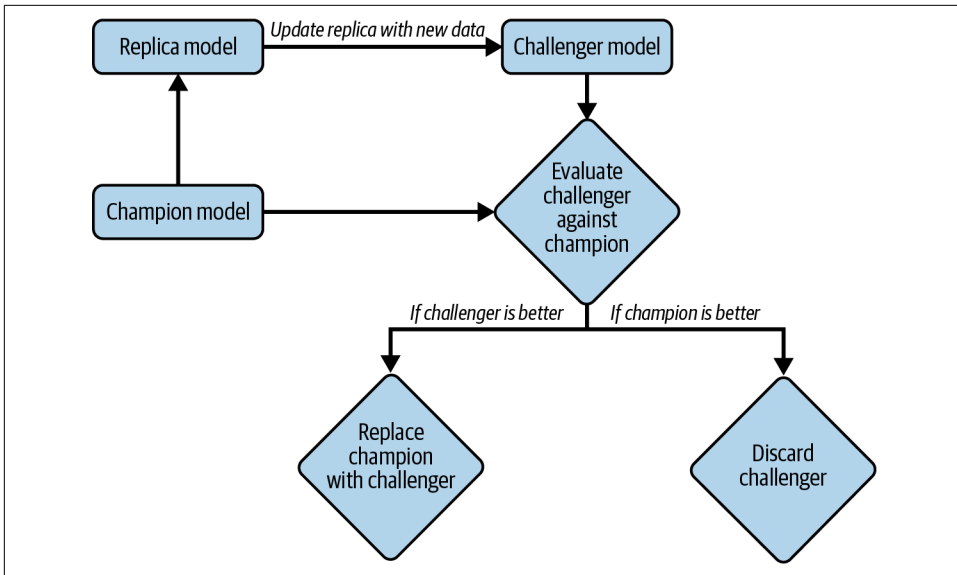 Replica model
Update replica with new data
Challenger model
Champion model
Evaluate
challenger
against
champion
If challenger is better
If champion is better
Replace
champion
with challenger
Discard
challenger